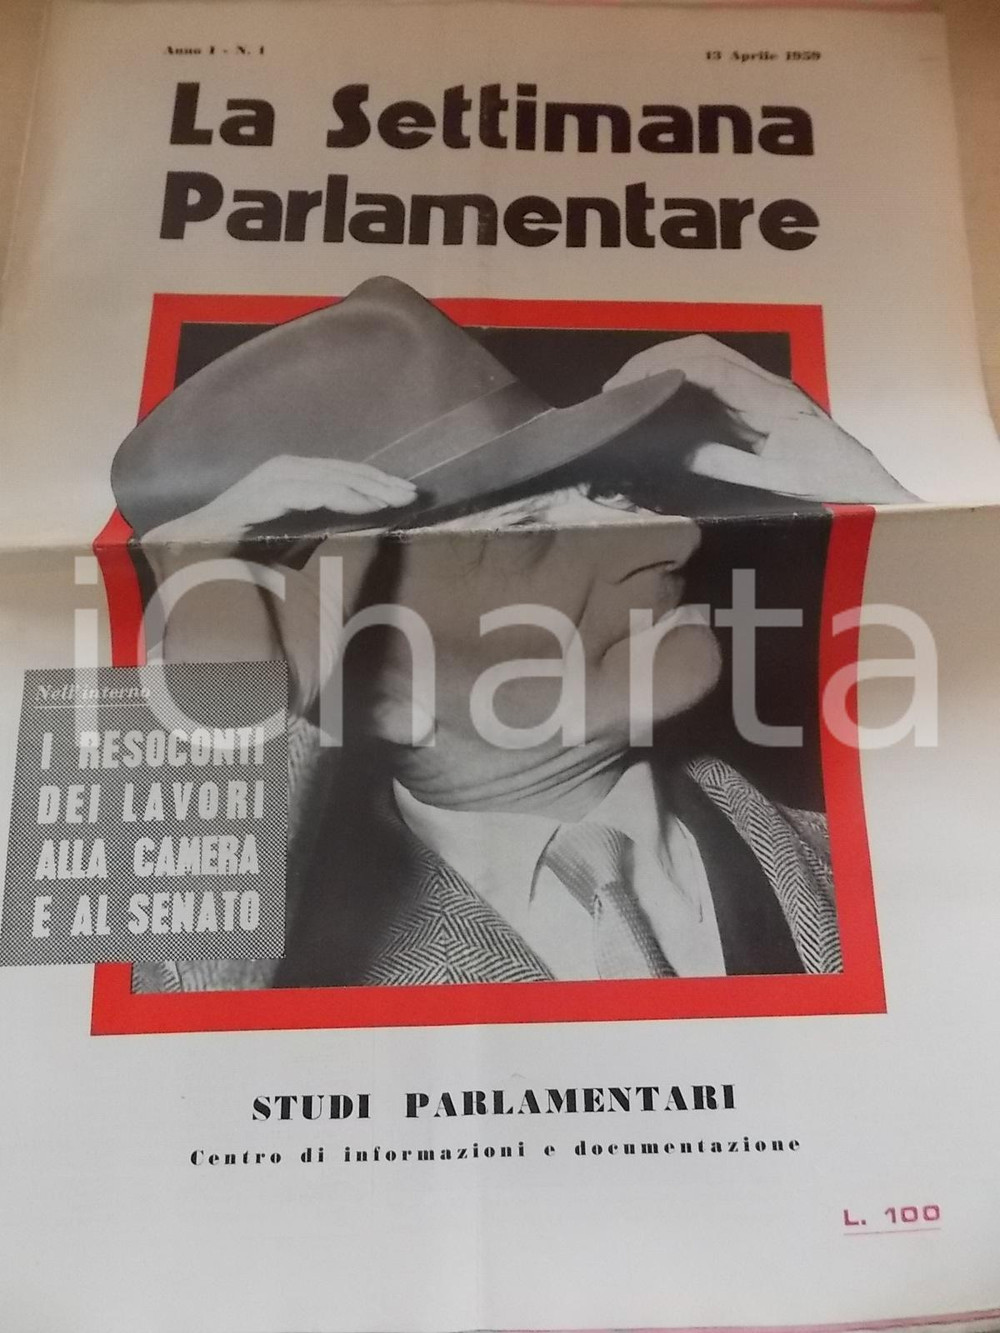 Anno I - N. 1
13 Aprile 1959
La Settimana
Parlamentare
iCharta
Nell'interno
I RESOCONTI
DEI LAVORI
ALLA CAMERA
E AL SENATO
STUDI PARLAMENTARI
Centro di informazioni e documentazione
L. 100